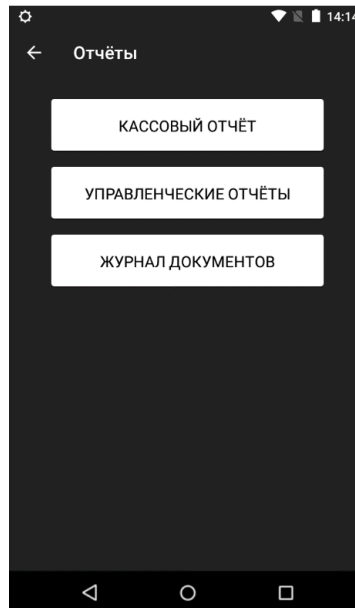 14:14
Отчёты
КАССОВЫЙ ОТЧЁТ
УПРАВЛЕНЧЕСКИЕ ОТЧЁТЫ
ЖУРНАЛ ДОКУМЕНТОВ